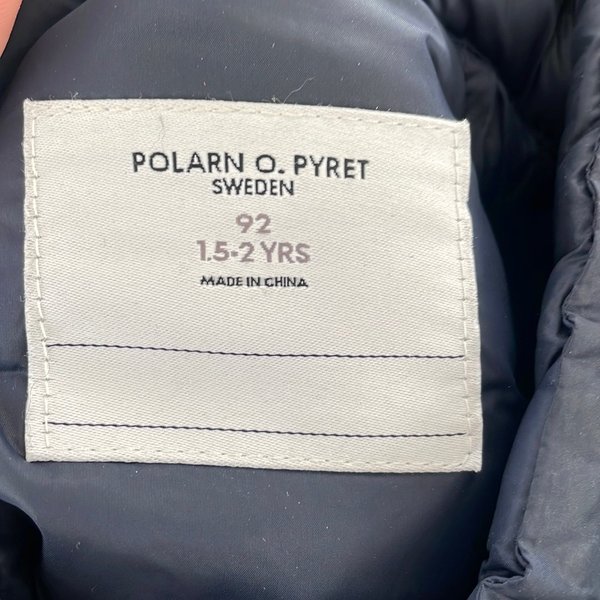 POLARN O. PYRET
SWEDEN
92
1.5-2 YRS
MADE IN CHINA